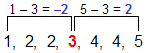 1 – 3 = –2 5 – 3 = 2
1, 2, 2, 3, 4, 4, 5